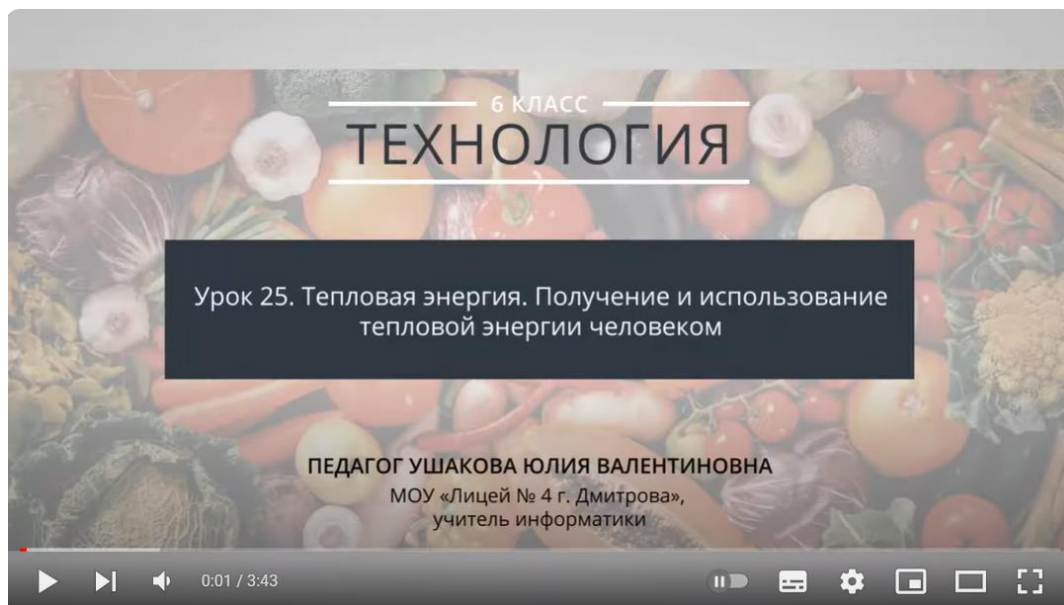 6 КЛАСС
ТЕХНОЛОГИЯ
Урок 25. Тепловая энергия. Получение и использование
тепловой энергии человеком
ПЕДАГОГ УШАКОВА ЮЛИЯ ВАЛЕНТИНОВНА
МОУ «Лицей № 4 г. Дмитрова»,
учитель информатики
0:01 / 3:43